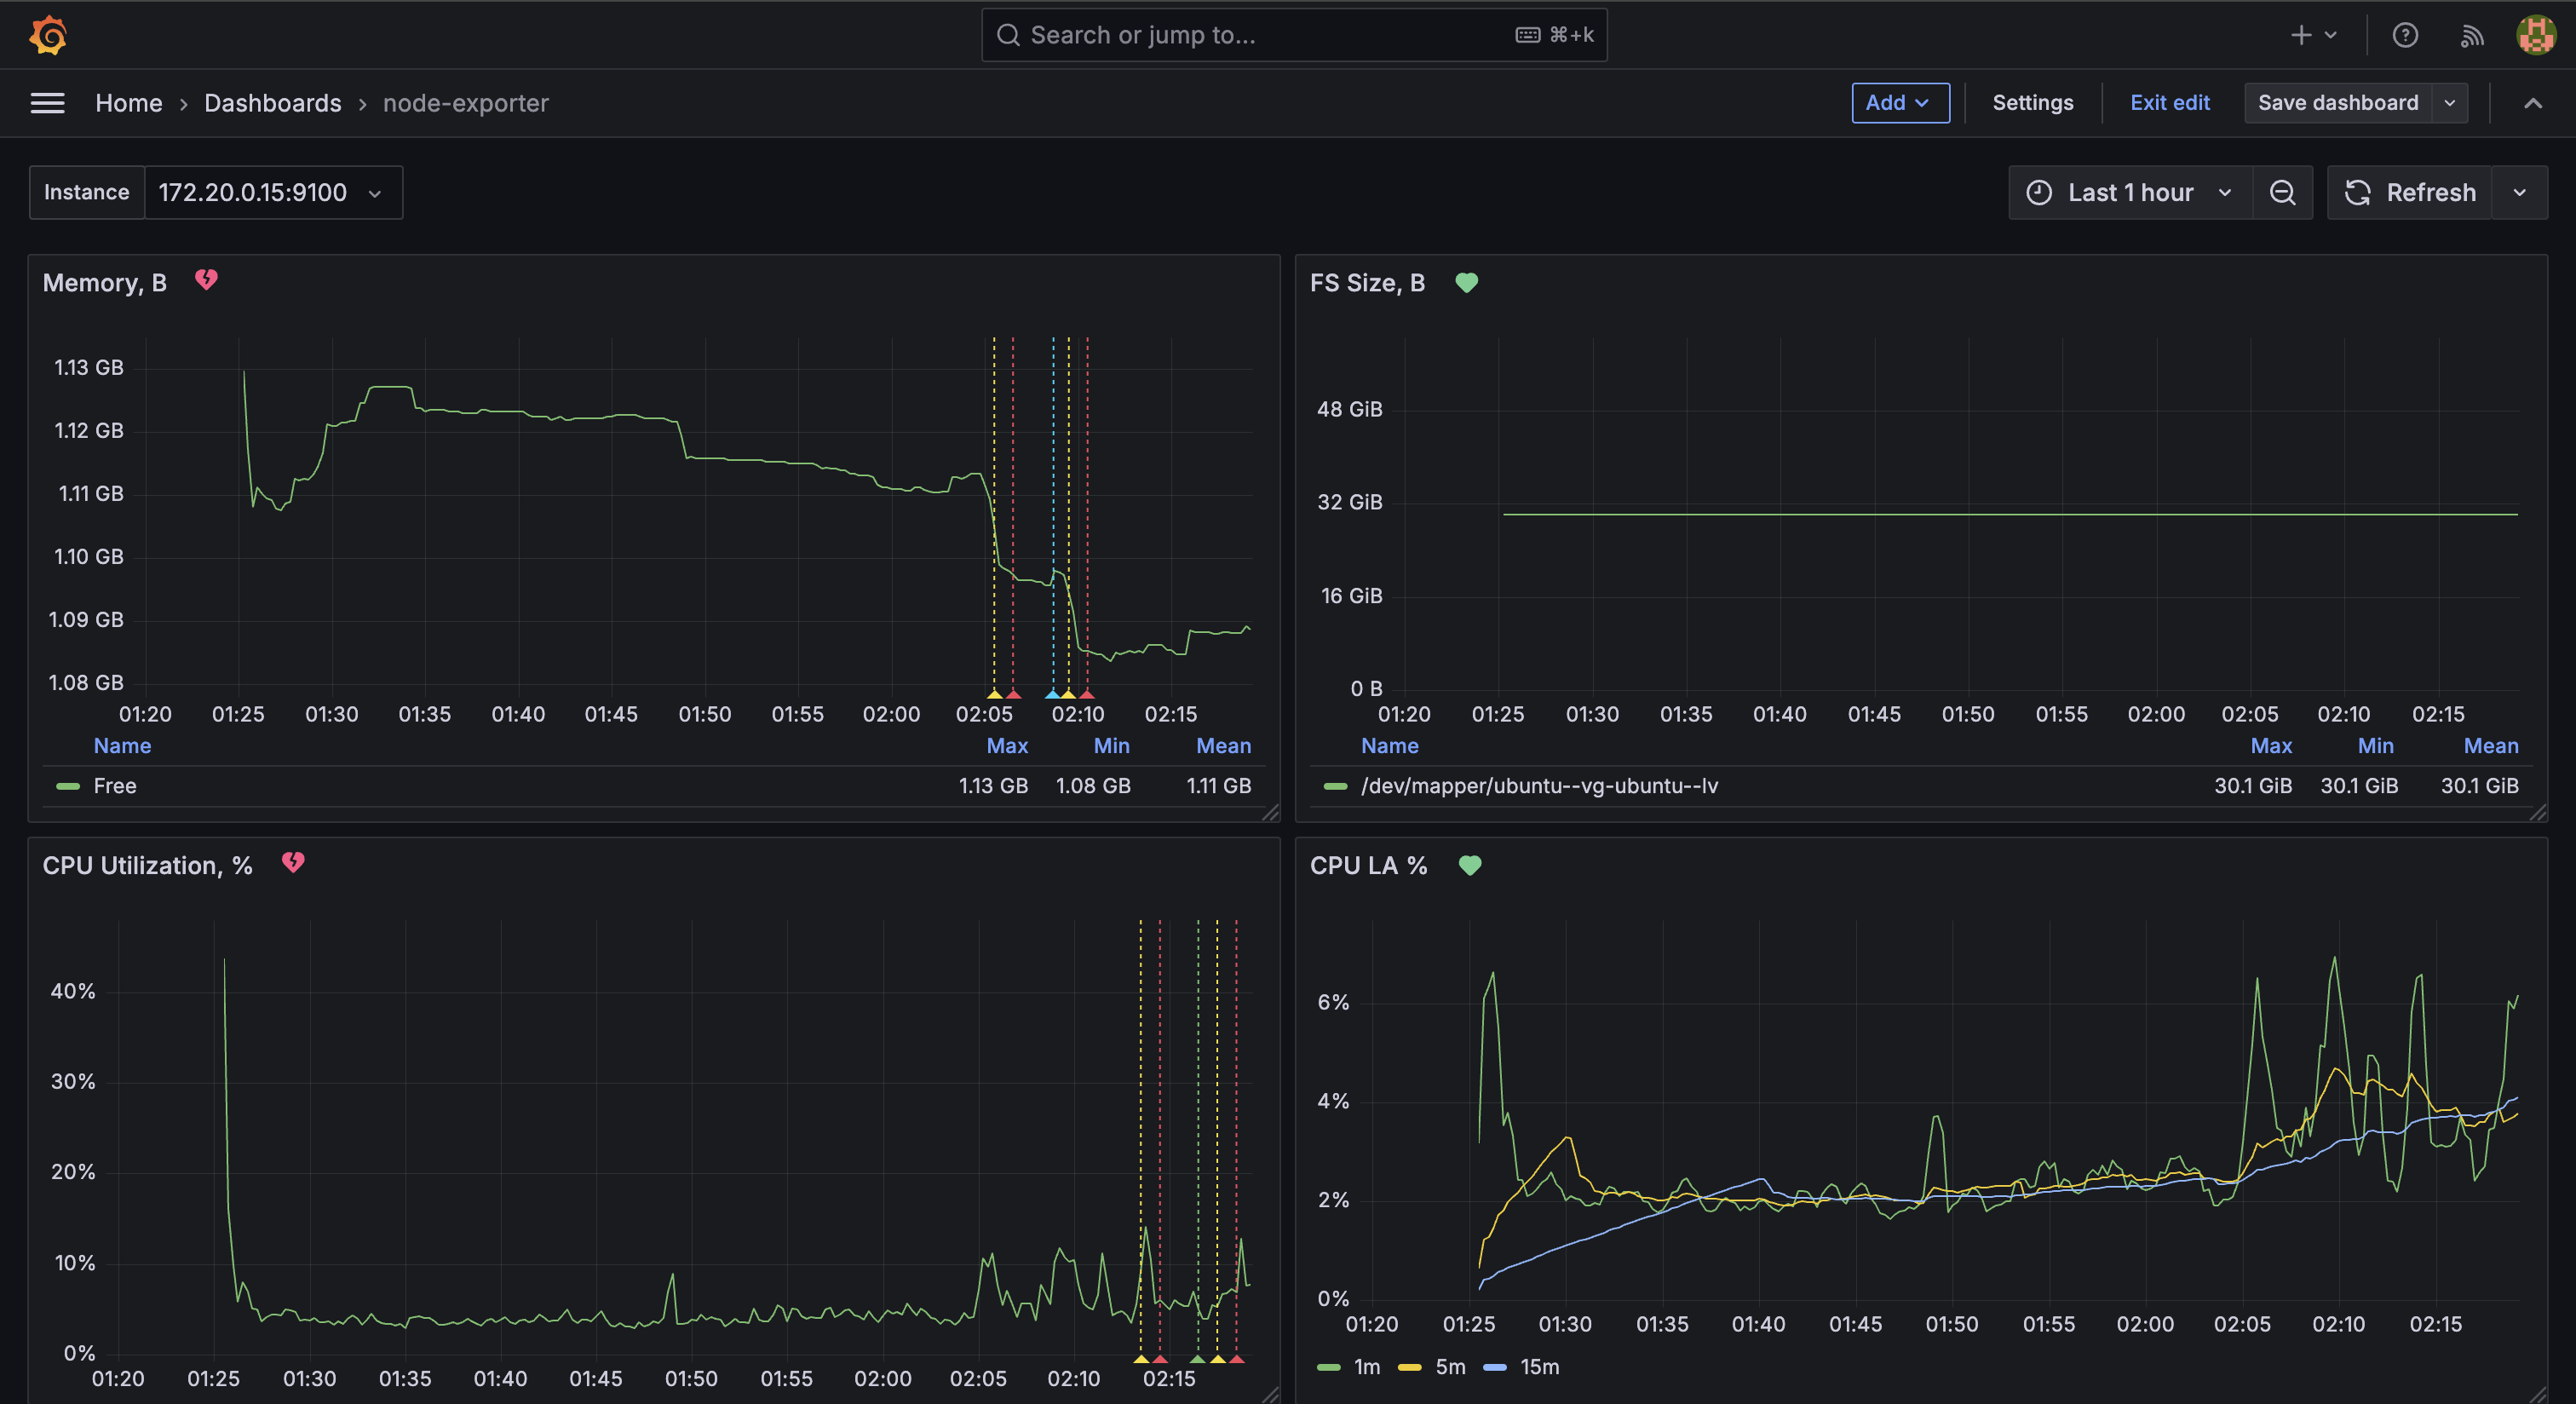 Search or jump to... ⌘+k
Home › Dashboards › node-exporter
Add Settings Exit edit Save dashboard
Instance 172.20.0.15:9100
Last 1 hour Refresh
Memory, B
1.13 GB
1.12 GB
1.11 GB
1.10 GB
1.09 GB
1.08 GB
01:20 01:25 01:30 01:35 01:40 01:45 01:50 01:55 02:00 02:05 02:10 02:15
Name Max Min Mean
Free 1.13 GB 1.08 GB 1.11 GB
FS Size, B
48 GiB
32 GiB
16 GiB
0 B
01:20 01:25 01:30 01:35 01:40 01:45 01:50 01:55 02:00 02:05 02:10 02:15
Name Max Min Mean
/dev/mapper/ubuntu--vg-ubuntu--lv 30.1 GiB 30.1 GiB 30.1 GiB
CPU Utilization, %
40%
30%
20%
10%
0%
01:20 01:25 01:30 01:35 01:40 01:45 01:50 01:55 02:00 02:05 02:10 02:15
CPU LA %
6%
4%
2%
0%
01:20 01:25 01:30 01:35 01:40 01:45 01:50 01:55 02:00 02:05 02:10 02:15
1m 5m 15m